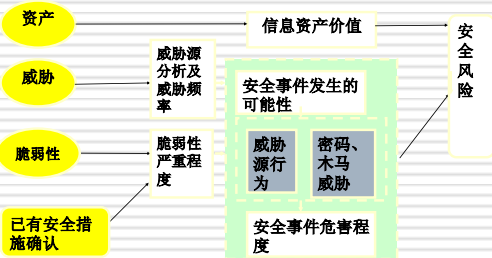 资产
信息资产价值
安
全
风
险
威胁
威胁源
分析及
威胁频
率
安全事件发生的
可能性
脆弱性
脆弱性
严重程
度
威胁
源行
为
密码、
木马
威胁
已有安全措
施确认
安全事件危害程
度